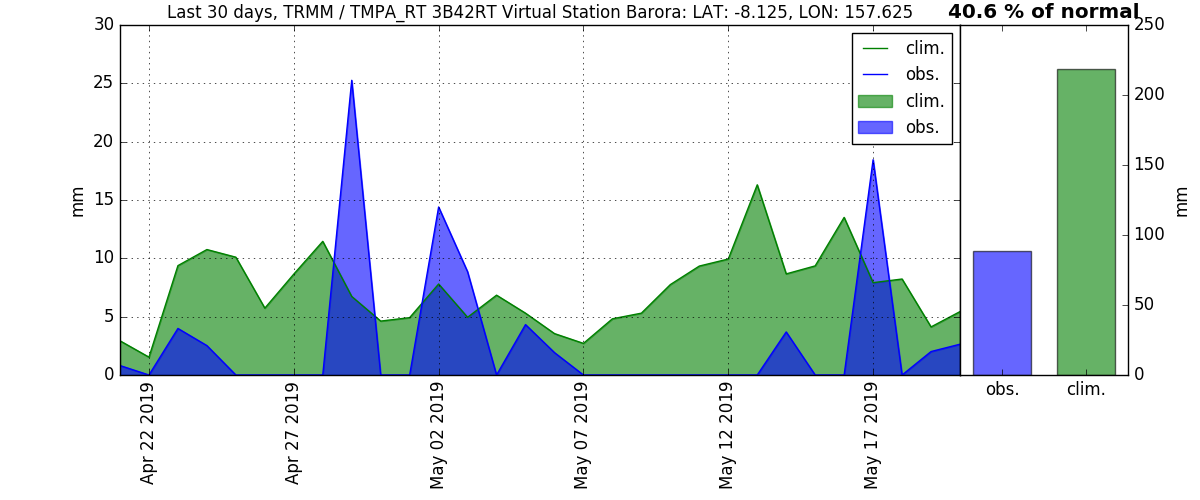 Last 30 days, TRMM / TMPA_RT 3B42RT Virtual Station Barora: LAT: -8.125, LON: 157.625
40.6 % of normal
30
25
20
15
10
5
0
mm
clim.
obs.
clim.
obs.
Apr 22 2019
Apr 27 2019
May 02 2019
May 07 2019
May 12 2019
May 17 2019
250
200
150
100
50
0
mm
obs.
clim.